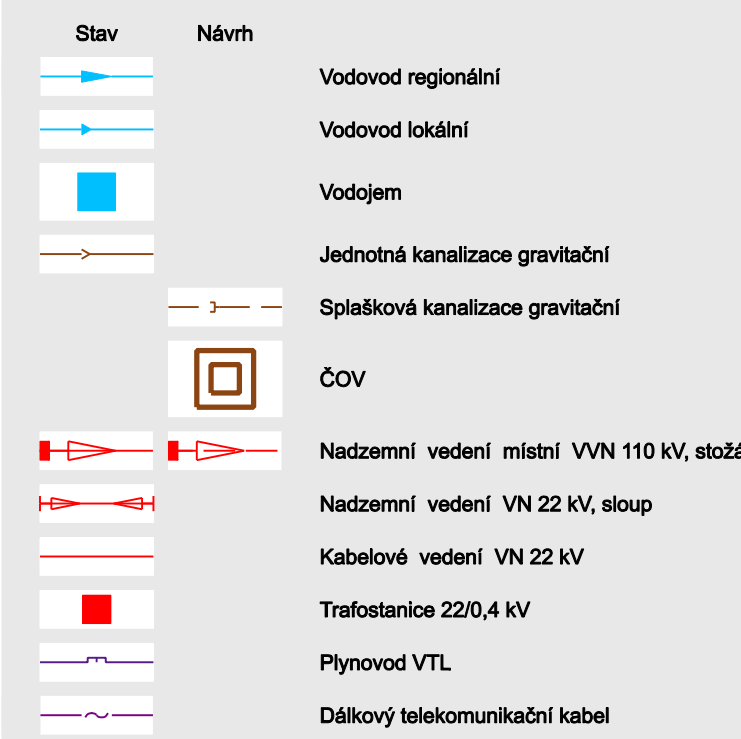 Stav Návrh
Vodovod regionální
Vodovod lokální
Vodojem
Jednotná kanalizace gravitační
Splašková kanalizace gravitační
ČOV
Nadzemní vedení místní VVN 110 kV, stožá
Nadzemní vedení VN 22 kV, sloup
Kabelové vedení VN 22 kV
Trafostanice 22/0,4 kV
Plynovod VTL
Dálkový telekomunikační kabel